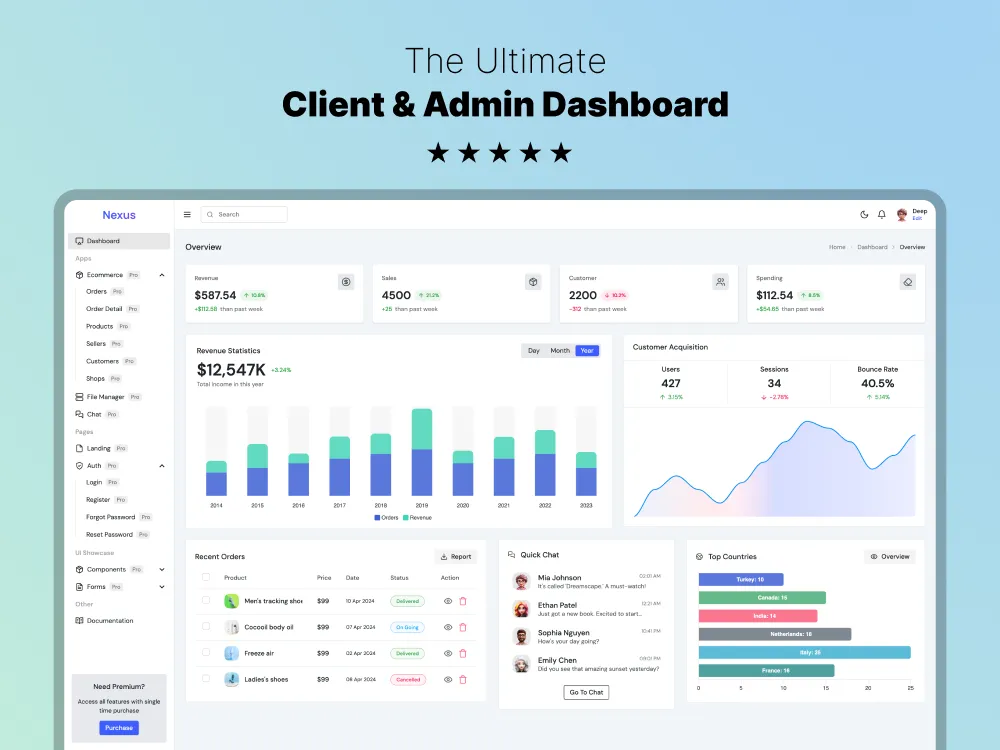 The Ultimate
Client & Admin Dashboard
Nexus
Search
Deep
Edit
Dashboard
Apps
Ecommerce Pro
Orders Pro
Order Detail Pro
Products Pro
Sellers Pro
Customers Pro
Shops Pro
File Manager Pro
Chat Pro
Pages
Landing Pro
Auth Pro
Login Pro
Register Pro
Forgot Password Pro
Reset Password Pro
UI Showcase
Components Pro
Forms Pro
Other
Documentation
Need Premium?
Access all features with single
time purchase
Purchase
Overview
Home Dashboard Overview
Revenue
$587.54 10.8%
+$112.58 than past week
Sales
4500 21.2%
+25 than past week
Customer
2200 10.2%
-312 than past week
Spending
$112.54 8.5%
+$54.65 than past week
Revenue Statistics
Day Month Year
$12,547K +3.24%
Total income in this year
2014 2015 2016 2017 2018 2019 2020 2021 2022 2023
Orders Revenue
Customer Acquisition
Users
427
3.15%
Sessions
34
-2.78%
Bounce Rate
40.5%
5.14%
Recent Orders
Report
Product Price Date Status Action
Men's tracking shoe $99 10 Apr 2024 Delivered
Cocooil body oil $99 07 Apr 2024 On Going
Freeze air $99 02 Apr 2024 Delivered
Ladies's shoes $99 08 Apr 2024 Cancelled
Quick Chat
Mia Johnson 03:01 AM
It's called 'Dreamscape.' A must-watch!
Ethan Patel 12:21 AM
Just got a new book. Excited to start...
Sophia Nguyen 10:41 PM
How's your day going?
Emily Chen 09:01 PM
Did you see that amazing sunset yesterday?
Go To Chat
Top Countries
Overview
Turkey: 10
Canada: 15
India: 14
Netherlands: 18
Italy: 25
France: 16
0 5 10 15 20 25